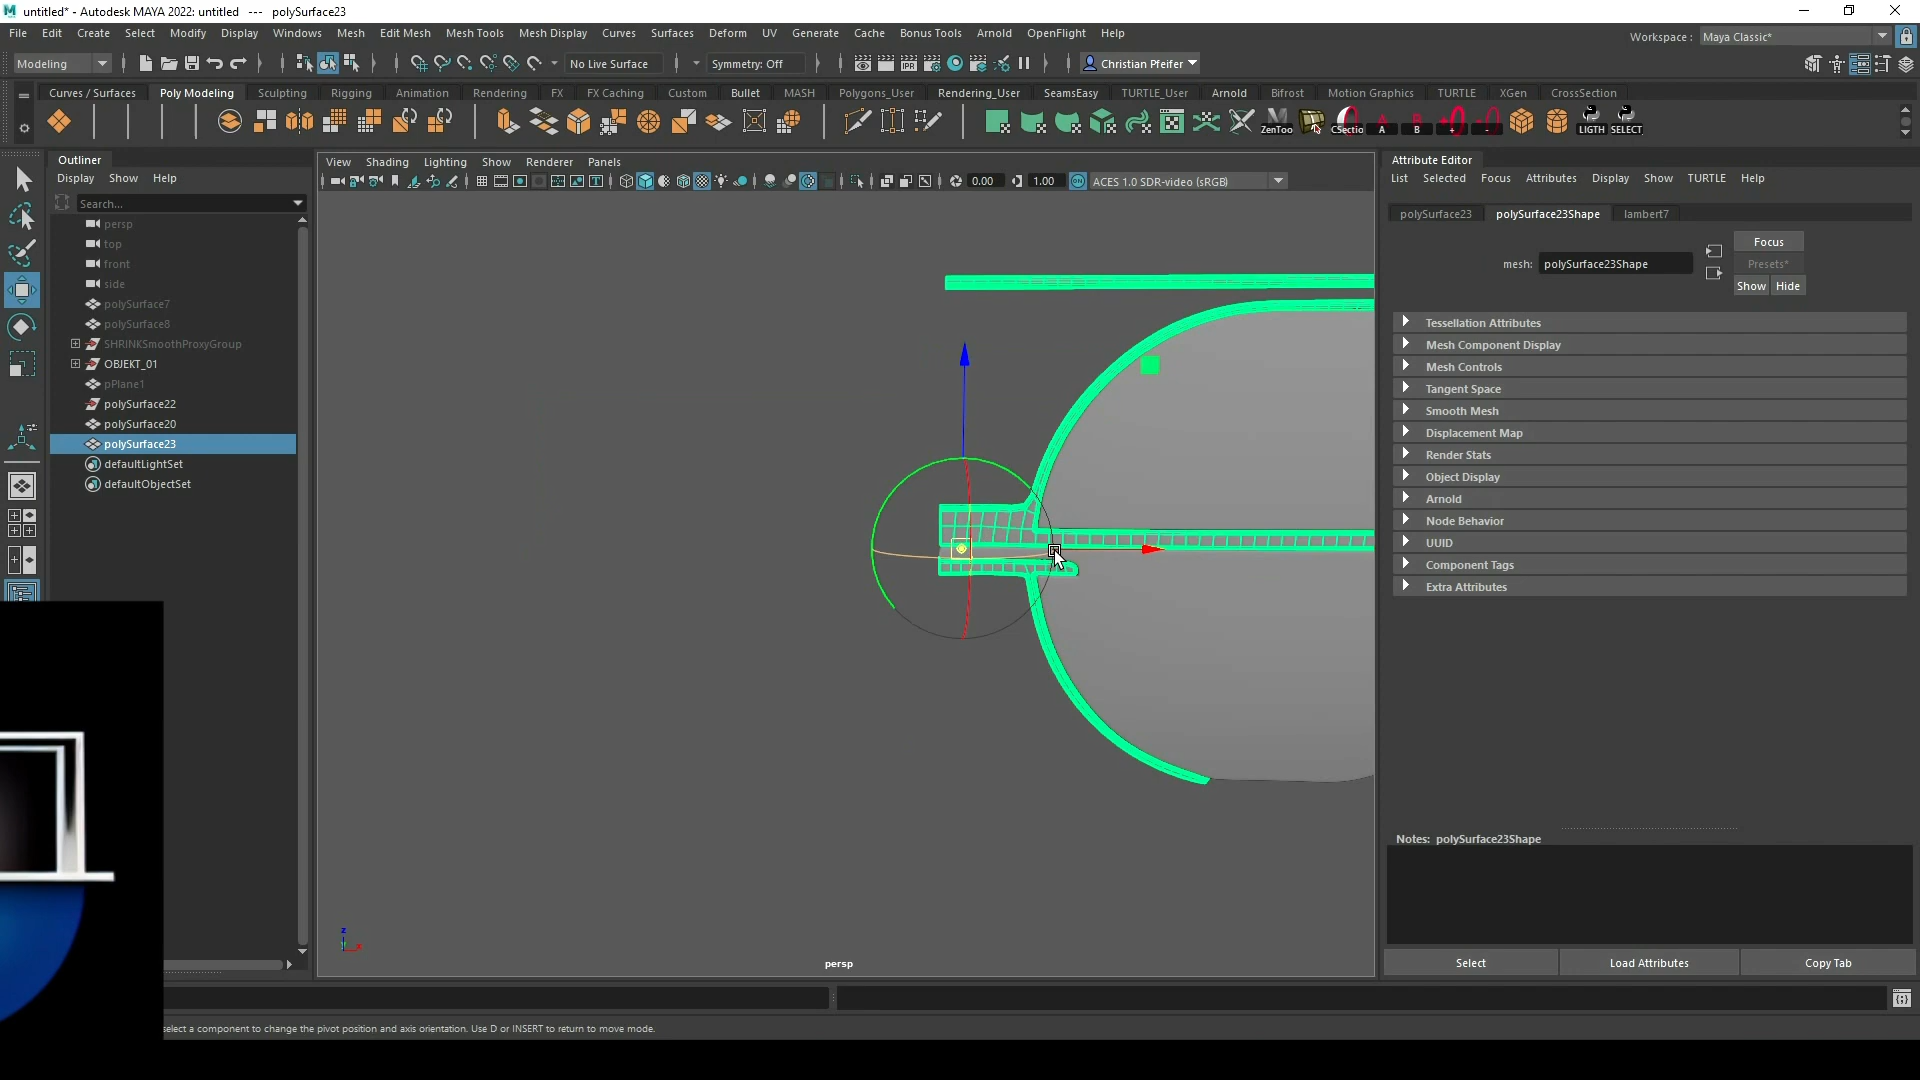 untitled* - Autodesk MAYA 2022: untitled   ---   polySurface23
File Edit Create Select Modify Display Windows Mesh Edit Mesh Mesh Tools Mesh Display Curves Surfaces Deform UV Generate Cache Bonus Tools Arnold OpenFlight Help
Workspace : Maya Classic*
Modeling No Live Surface Symmetry: Off Christian Pfeifer
Curves / Surfaces Poly Modeling Sculpting Rigging Animation Rendering FX FX Caching Custom Bullet MASH Polygons_User Rendering_User SeamsEasy TURTLE_User Arnold Bifrost Motion Graphics TURTLE XGen CrossSection
ZenToo CSectio A B + - LIGTH SELECT
Outliner
Display Show Help
Search...
persp
top
front
side
polySurface7
polySurface8
SHRINKSmoothProxyGroup
OBJEKT_01
pPlane1
polySurface22
polySurface20
polySurface23
defaultLightSet
defaultObjectSet
View Shading Lighting Show Renderer Panels
0.00 1.00 ACES 1.0 SDR-video (sRGB)
persp
z
x
Attribute Editor
List Selected Focus Attributes Display Show TURTLE Help
polySurface23 polySurface23Shape lambert7
mesh: polySurface23Shape
Focus
Presets*
Show Hide
Tessellation Attributes
Mesh Component Display
Mesh Controls
Tangent Space
Smooth Mesh
Displacement Map
Render Stats
Object Display
Arnold
Node Behavior
UUID
Component Tags
Extra Attributes
Notes: polySurface23Shape
Select Load Attributes Copy Tab
select a component to change the pivot position and axis orientation. Use D or INSERT to return to move mode.